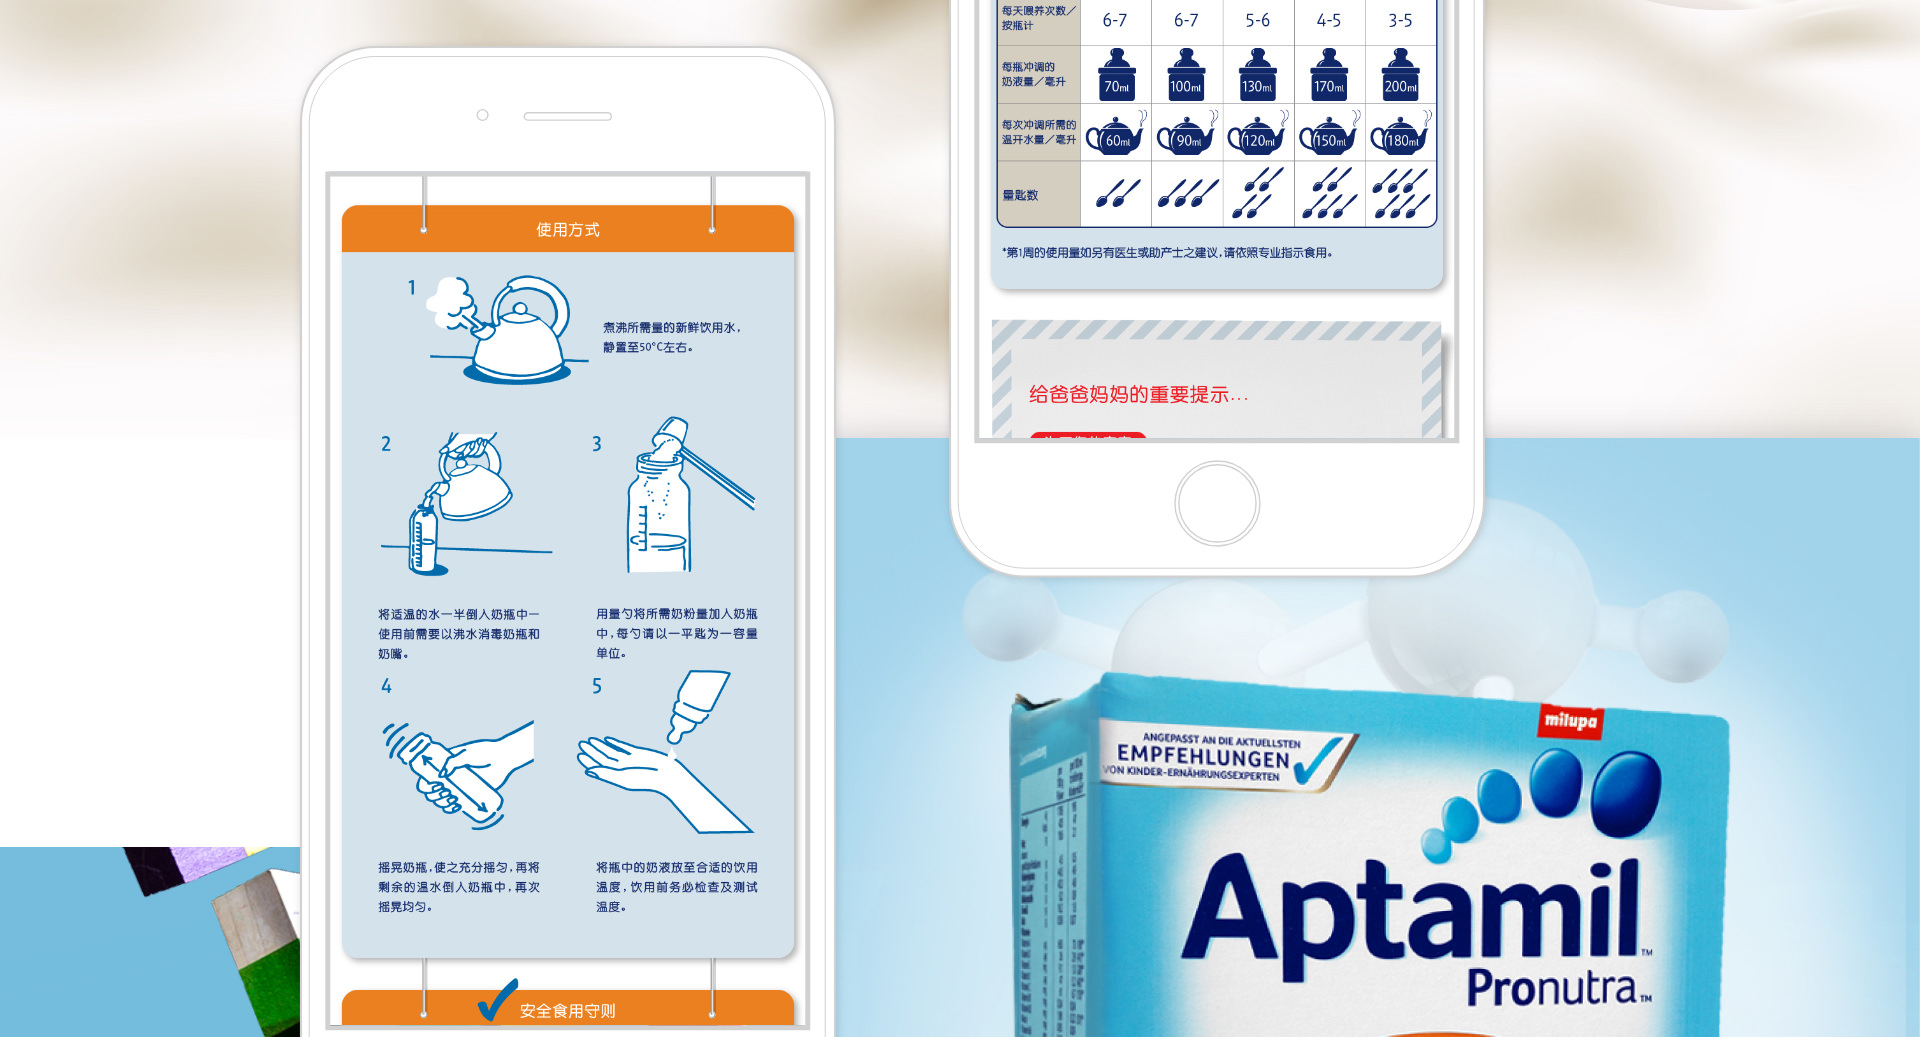 使用方式
1
煮沸所需量的新鲜饮用水，
静置至50°C左右。
2
3
将适温的水一半倒入奶瓶中一
使用前需要以沸水消毒奶瓶和
奶嘴。
用量勺将所需奶粉量加入奶瓶
中，每勺请以一平匙为一容量
单位。
4
5
摇晃奶瓶，使之充分摇匀，再将
剩余的温水倒入奶瓶中，再次
摇晃均匀。
将瓶中的奶液放至合适的饮用
温度，饮用前务必检查及测试
温度。
安全食用守则
每天喂养次数／
按瓶计
6-7
6-7
5-6
4-5
3-5
每瓶冲调的
奶液量／毫升
70ml
100ml
130ml
170ml
200ml
每次冲调所需的
温开水量／毫升
60ml
90ml
120ml
150ml
180ml
量匙数
*第1周的使用量如另有医生或助产士之建议，请依照专业指示食用。
给爸爸妈妈的重要提示...
milupa
ANGEPASST AN DIE AKTUELLSTEN
EMPFEHLUNGEN
VON KINDER-ERNÄHRUNGSEXPERTEN
Aptamil™
Pronutra™